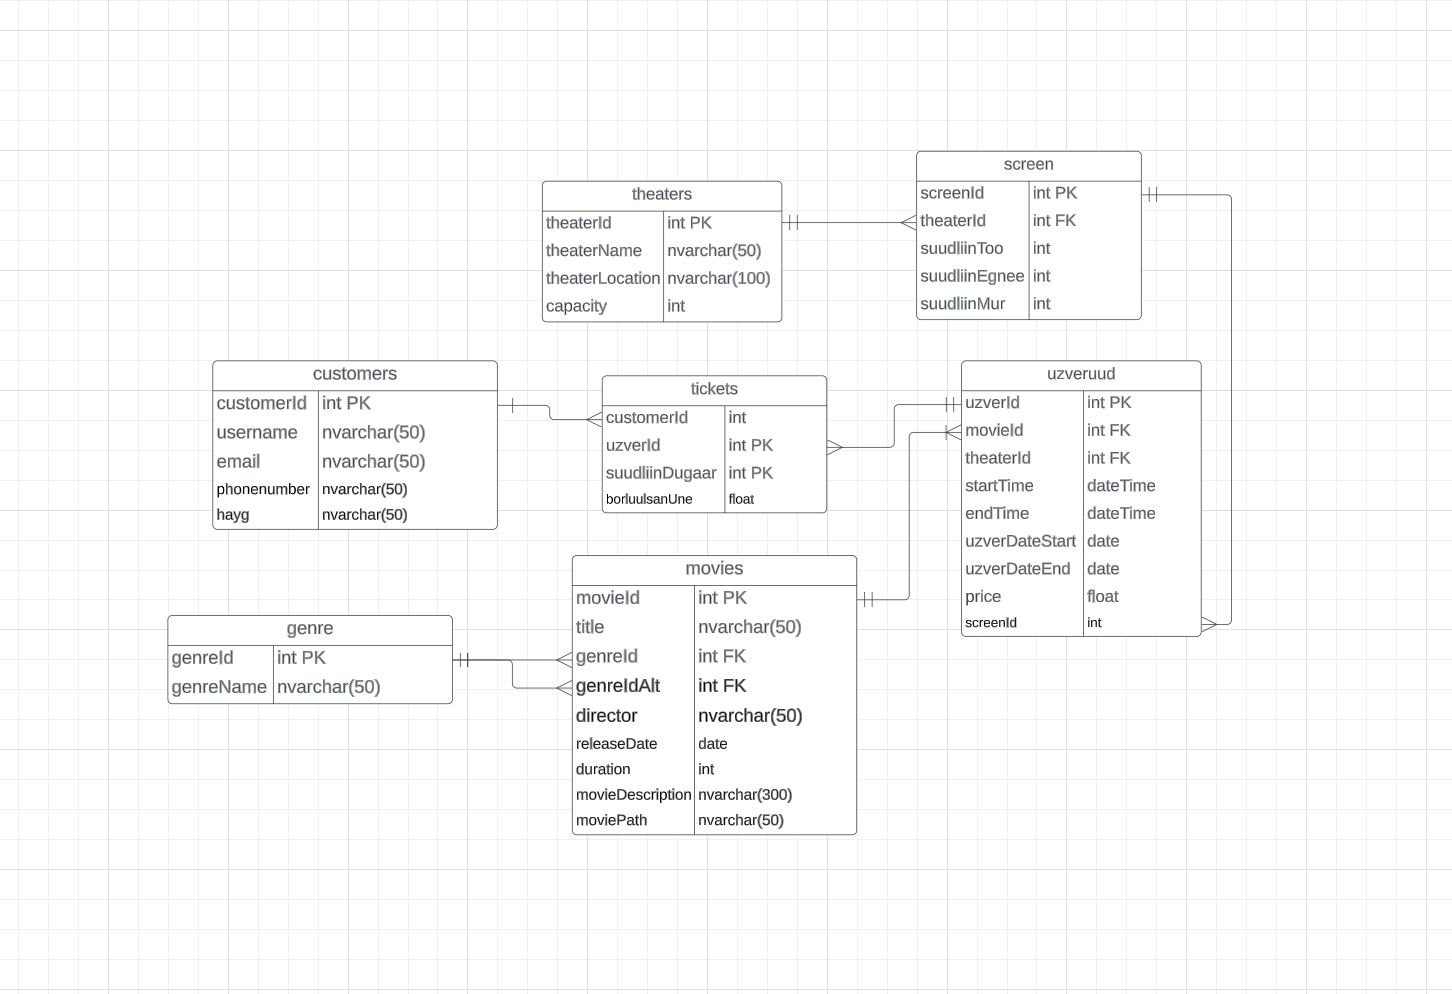 theaters
theaterId int PK
theaterName nvarchar(50)
theaterLocation nvarchar(100)
capacity int
screen
screenId int PK
theaterId int FK
suudliinToo int
suudliinEgnee int
suudliinMur int
customers
customerId int PK
username nvarchar(50)
email nvarchar(50)
phonenumber nvarchar(50)
hayg nvarchar(50)
tickets
customerId int
uzverId int PK
suudliinDugaar int PK
borluulsanUne float
uzveruud
uzverId int PK
movieId int FK
theaterId int FK
startTime dateTime
endTime dateTime
uzverDateStart date
uzverDateEnd date
price float
screenId int
genre
genreId int PK
genreName nvarchar(50)
movies
movieId int PK
title nvarchar(50)
genreId int FK
genreIdAlt int FK
director nvarchar(50)
releaseDate date
duration int
movieDescription nvarchar(300)
moviePath nvarchar(50)